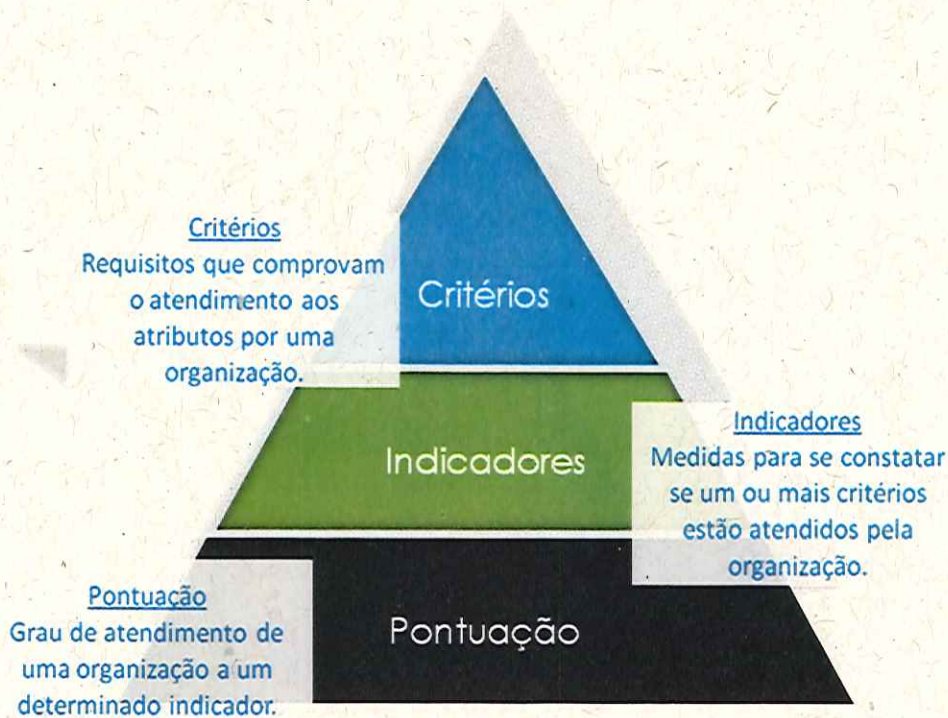 Critérios
Requisitos que comprovam
o atendimento aos
atributos por uma
organização.
Critérios
Indicadores
Indicadores
Medidas para se constatar
se um ou mais critérios
estão atendidos pela
organização.
Pontuação
Grau de atendimento de
uma organização a um
determinado indicador.
Pontuação